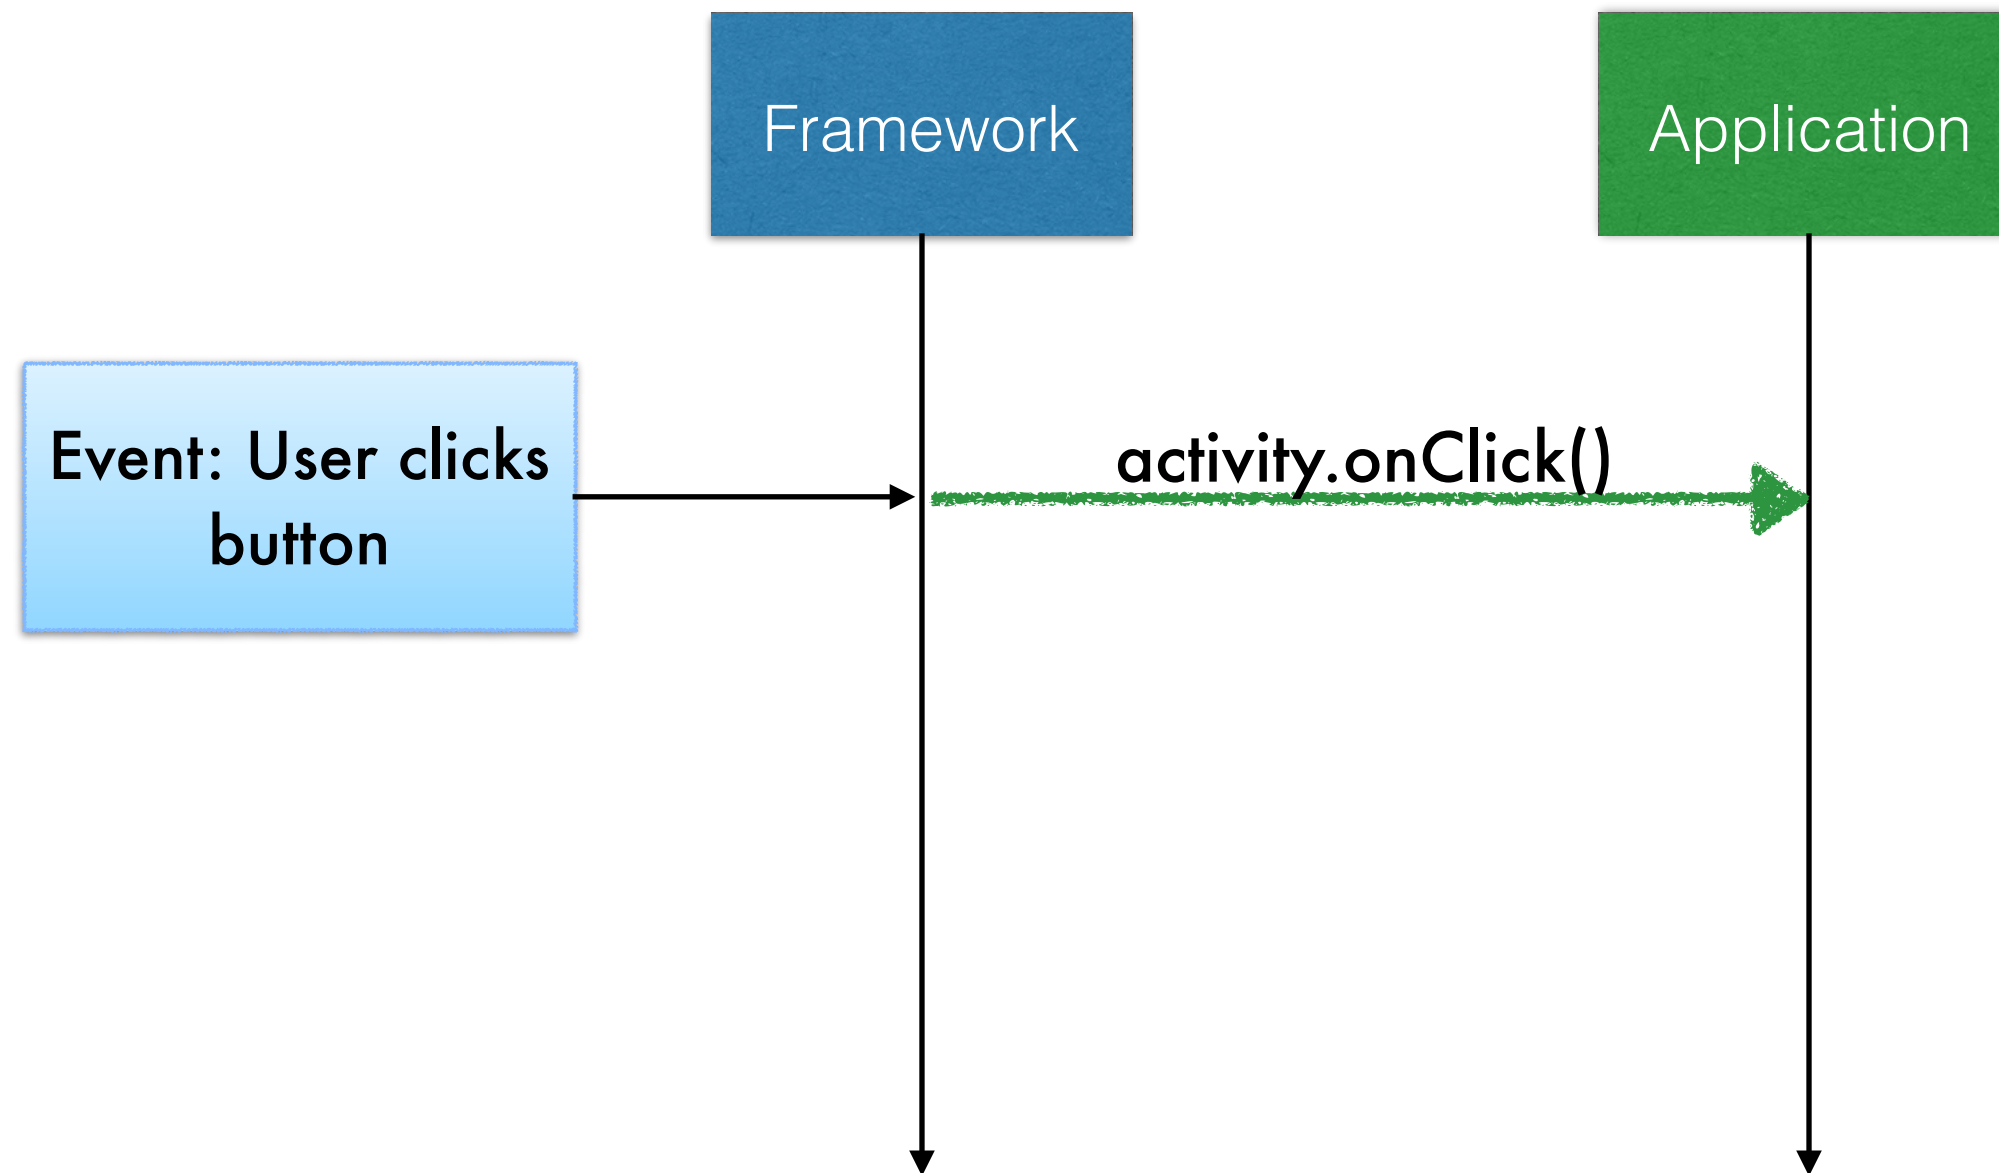 Framework
Application
Event: User clicks
button
activity.onClick()